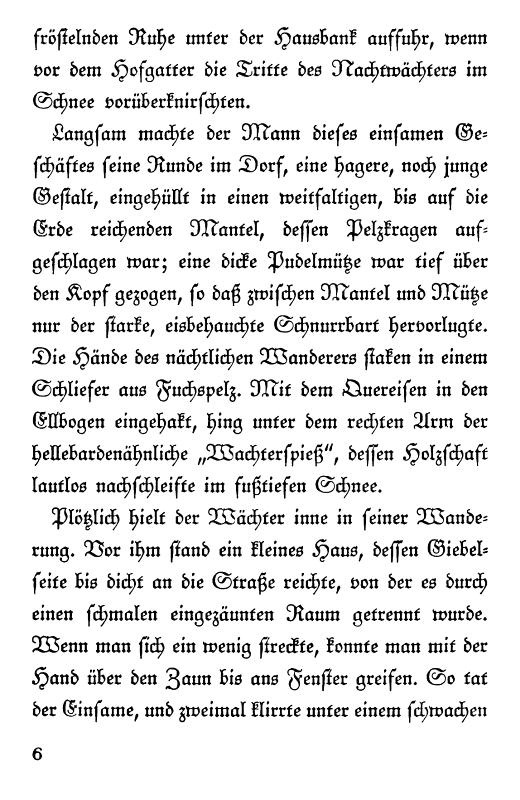 fröstelnden Ruhe unter der Hausbank auffuhr, wenn
vor dem Hofgatter die Tritte des Nachtwächters im
Schnee vorüberknirschten.
Langsam machte der Mann dieses einsamen Ge-
schäftes seine Runde im Dorf, eine hagere, noch junge
Gestalt, eingehüllt in einen weitfaltigen, bis auf die
Erde reichenden Mantel, dessen Pelzkragen auf-
geschlagen war; eine dicke Pudelmütze war tief über
den Kopf gezogen, so daß zwischen Mantel und Mütze
nur der starke, eisbehauchte Schnurrbart hervorlugte.
Die Hände des nächtlichen Wanderers staken in einem
Schliefer aus Fuchspelz. Mit dem Quereisen in den
Ellbogen eingehakt, hing unter dem rechten Arm der
hellebardenähnliche „Wachterspieß“, dessen Holzschaft
lautlos nachschleifte im fußtiefen Schnee.
Plötzlich hielt der Wächter inne in seiner Wande-
rung. Vor ihm stand ein kleines Haus, dessen Giebel-
seite bis dicht an die Straße reichte, von der es durch
einen schmalen eingezäunten Raum getrennt wurde.
Wenn man sich ein wenig streckte, konnte man mit der
Hand über den Zaun bis ans Fenster greifen. So tat
der Einsame, und zweimal klirrte unter einem schwachen
6